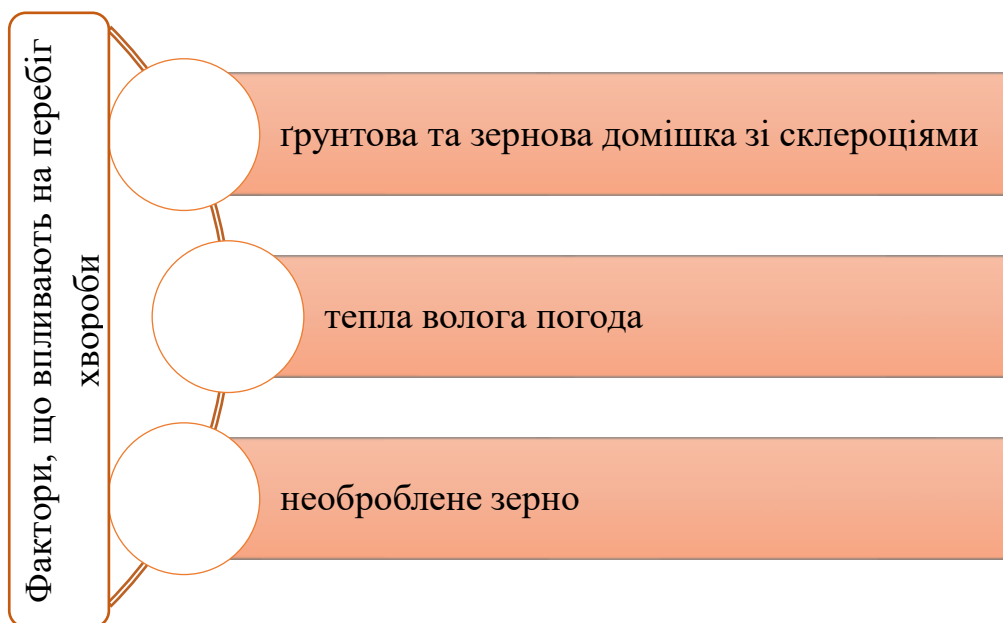 Фактори, що впливають на перебіг
хвороби
ґрунтова та зернова домішка зі склероціями
тепла волога погода
необроблене зерно